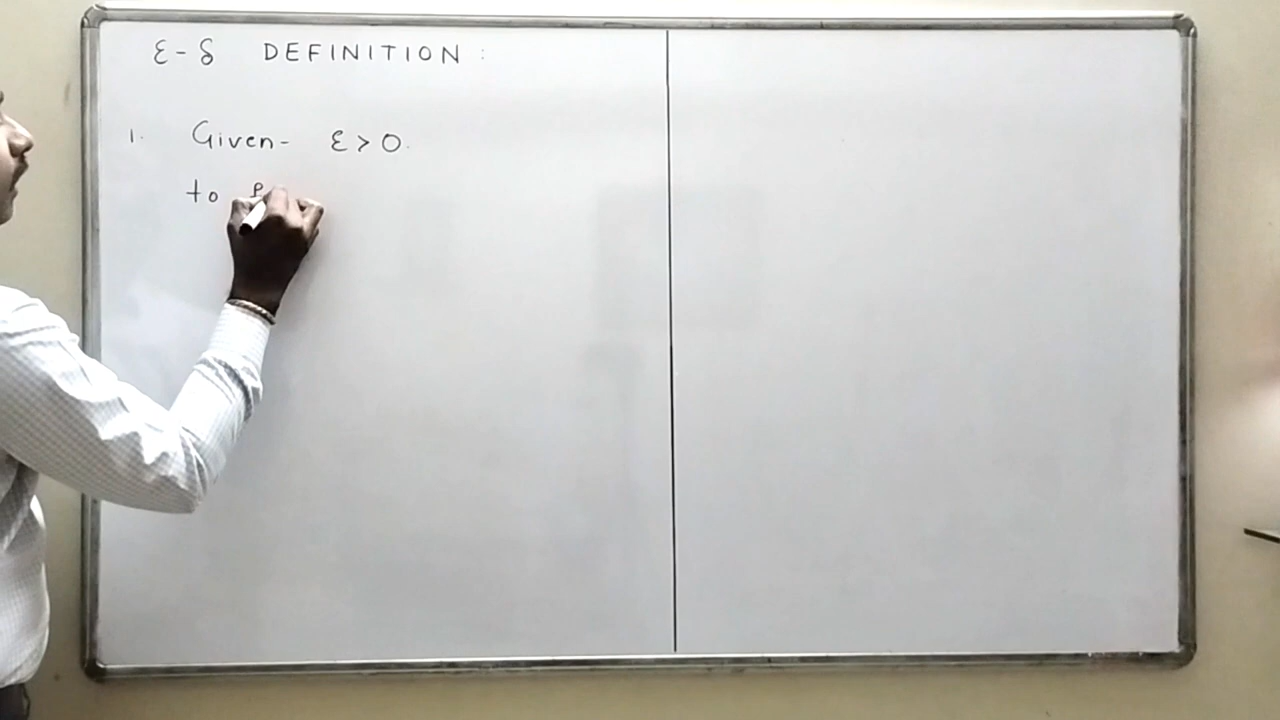 ε-δ DEFINITION :
1. Given- ε > 0.
to